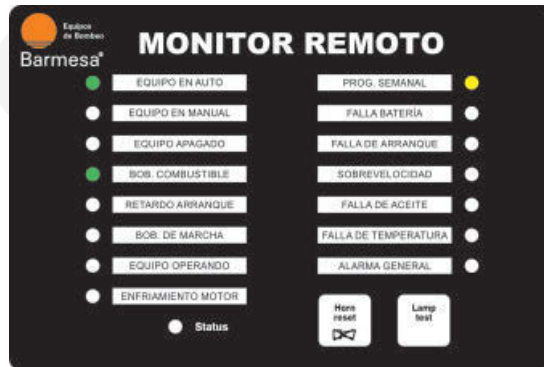 Equipos
de Bombeo
Barmesa
MONITOR REMOTO
EQUIPO EN AUTO
EQUIPO EN MANUAL
EQUIPO APAGADO
BOB. COMBUSTIBLE
RETARDO ARRANQUE
BOB. DE MARCHA
EQUIPO OPERANDO
ENFRIAMIENTO MOTOR
Status
PROG. SEMANAL
FALLA BATERÍA
FALLA DE ARRANQUE
SOBREVELOCIDAD
FALLA DE ACEITE
FALLA DE TEMPERATURA
ALARMA GENERAL
Horn
reset
Lamp
test